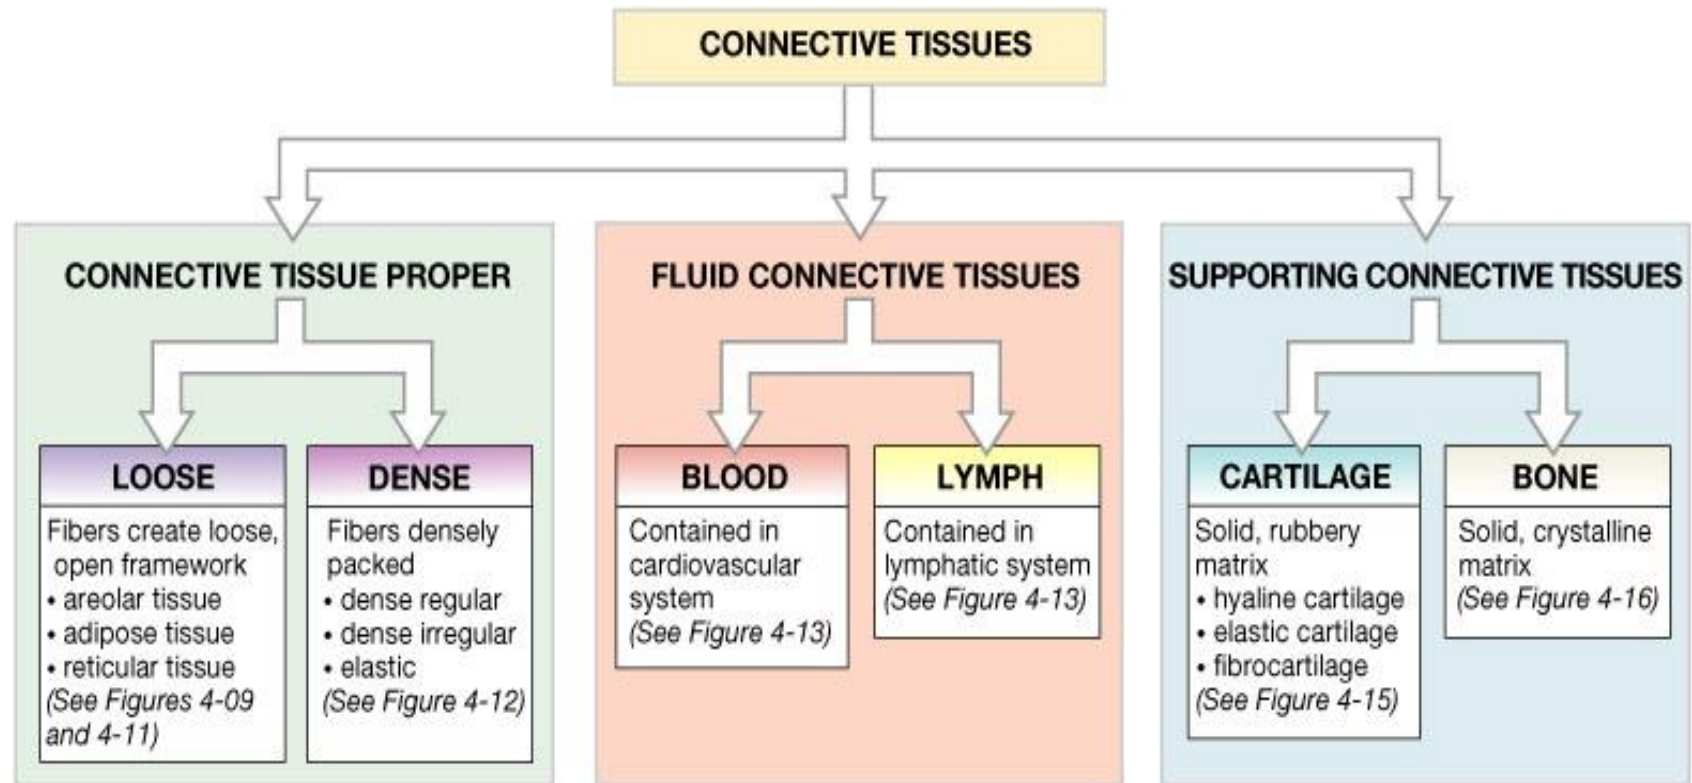 CONNECTIVE TISSUES
CONNECTIVE TISSUE PROPER
LOOSE
Fibers create loose,
open framework
• areolar tissue
• adipose tissue
• reticular tissue
(See Figures 4-09
and 4-11)
DENSE
Fibers densely
packed
• dense regular
• dense irregular
• elastic
(See Figure 4-12)
FLUID CONNECTIVE TISSUES
BLOOD
Contained in
cardiovascular
system
(See Figure 4-13)
LYMPH
Contained in
lymphatic system
(See Figure 4-13)
SUPPORTING CONNECTIVE TISSUES
CARTILAGE
Solid, rubbery
matrix
• hyaline cartilage
• elastic cartilage
• fibrocartilage
(See Figure 4-15)
BONE
Solid, crystalline
matrix
(See Figure 4-16)